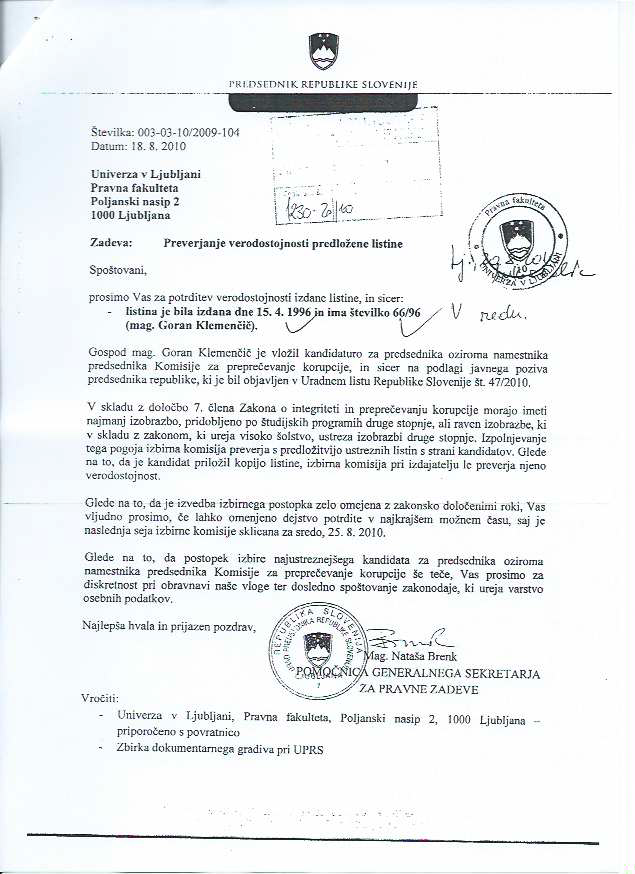 PREDSEDNIK REPUBLIKE SLOVENIJE
Številka: 003-03-10/2009-104
Datum: 18. 8. 2010
Univerza v Ljubljani
Pravna fakulteta
Poljanski nasip 2
1000 Ljubljana
Pravna fakulteta
UNIVERZA V LJUBLJANI
Zadeva: Preverjanje verodostojnosti predložene listine
Spoštovani,
prosimo Vas za potrditev verodostojnosti izdane listine, in sicer:
- listina je bila izdana dne 15. 4. 1996 in ima številko 66/96
(mag. Goran Klemenčič).
V redu.
Gospod mag. Goran Klemenčič je vložil kandidaturo za predsednika oziroma namestnika
predsednika Komisije za preprečevanje korupcije, in sicer na podlagi javnega poziva
predsednika republike, ki je bil objavljen v Uradnem listu Republike Slovenije št. 47/2010.
V skladu z določbo 7. člena Zakona o integriteti in preprečevanju korupcije morajo imeti
najmanj izobrazbo, pridobljeno po študijskih programih druge stopnje, ali raven izobrazbe, ki
v skladu z zakonom, ki ureja visoko šolstvo, ustreza izobrazbi druge stopnje. Izpolnjevanje
tega pogoja izbirna komisija preverja s predložitvijo ustreznih listin s strani kandidatov. Glede
na to, da je kandidat priložil kopijo listine, izbirna komisija pri izdajatelju le preverja njeno
verodostojnost.
Glede na to, da je izvedba izbirnega postopka zelo omejena z zakonsko določenimi roki, Vas
vljudno prosimo, če lahko omenjeno dejstvo potrdite v najkrajšem možnem času, saj je
naslednja seja izbirne komisije sklicana za sredo, 25. 8. 2010.
Glede na to, da postopek izbire najustreznejšega kandidata za predsednika oziroma
namestnika predsednika Komisije za preprečevanje korupcije še teče, Vas prosimo za
diskretnost pri obravnavi naše vloge ter dosledno spoštovanje zakonodaje, ki ureja varstvo
osebnih podatkov.
Najlepša hvala in prijazen pozdrav,
REPUBLIKA SLOVENIJA
URAD PREDSEDNIKA REPUBLIKE SLOVENIJE
Mag. Nataša Brenk
POMOČNICA GENERALNEGA SEKRETARJA
ZA PRAVNE ZADEVE
Vročiti:
- Univerza v Ljubljani, Pravna fakulteta, Poljanski nasip 2, 1000 Ljubljana –
priporočeno s povratnico
- Zbirka dokumentarnega gradiva pri UPRS